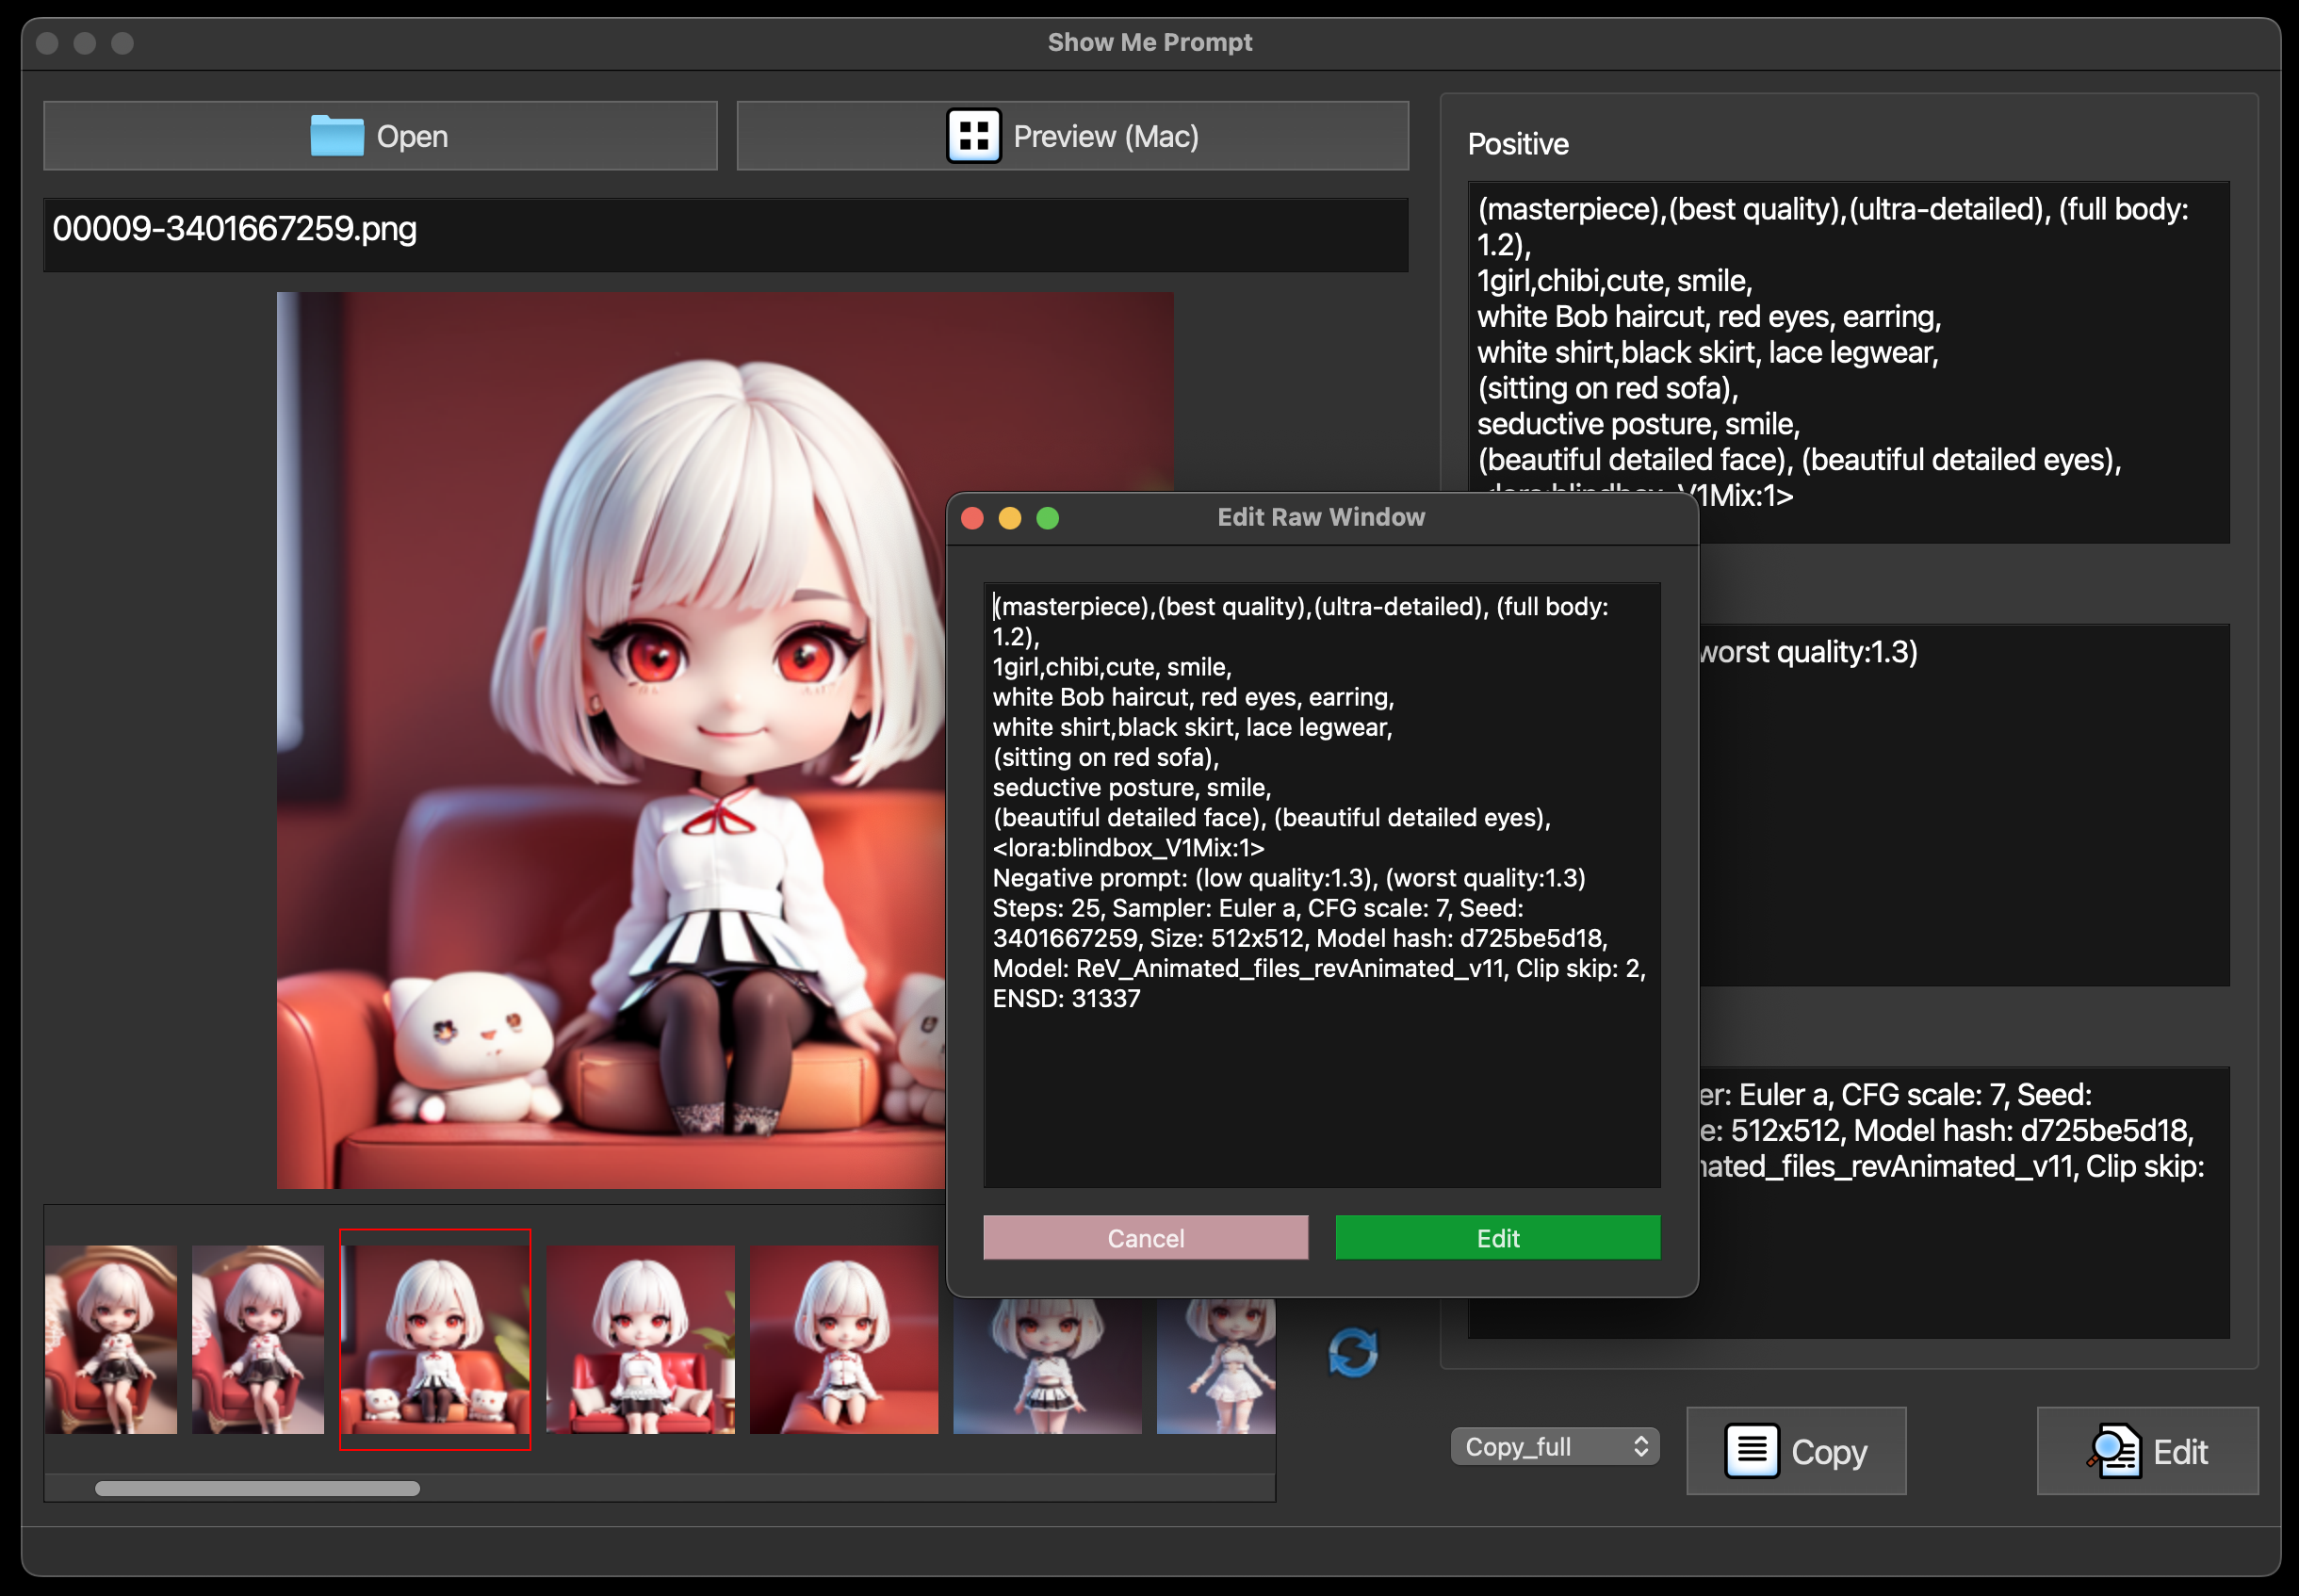 Show Me Prompt
Open
Preview (Mac)
00009-3401667259.png
Positive
(masterpiece),(best quality),(ultra-detailed), (full body:
1.2),
1girl,chibi,cute, smile,
white Bob haircut, red eyes, earring,
white shirt,black skirt, lace legwear,
(sitting on red sofa),
seductive posture, smile,
(beautiful detailed face), (beautiful detailed eyes),
V1Mix:1>
worst quality:1.3)
Euler a, CFG scale: 7, Seed:
512x512, Model hash: d725be5d18,
Clip skip:
Edit Raw Window
(masterpiece),(best quality),(ultra-detailed), (full body:
1.2),
1girl,chibi,cute, smile,
white Bob haircut, red eyes, earring,
white shirt,black skirt, lace legwear,
(sitting on red sofa),
seductive posture, smile,
(beautiful detailed face), (beautiful detailed eyes),
<lora:blindbox_V1Mix:1>
Negative prompt: (low quality:1.3), (worst quality:1.3)
Steps: 25, Sampler: Euler a, CFG scale: 7, Seed:
3401667259, Size: 512x512, Model hash: d725be5d18,
Model: ReV_Animated_files_revAnimated_v11, Clip skip: 2,
ENSD: 31337
Cancel
Edit
Copy_full
Copy
Edit